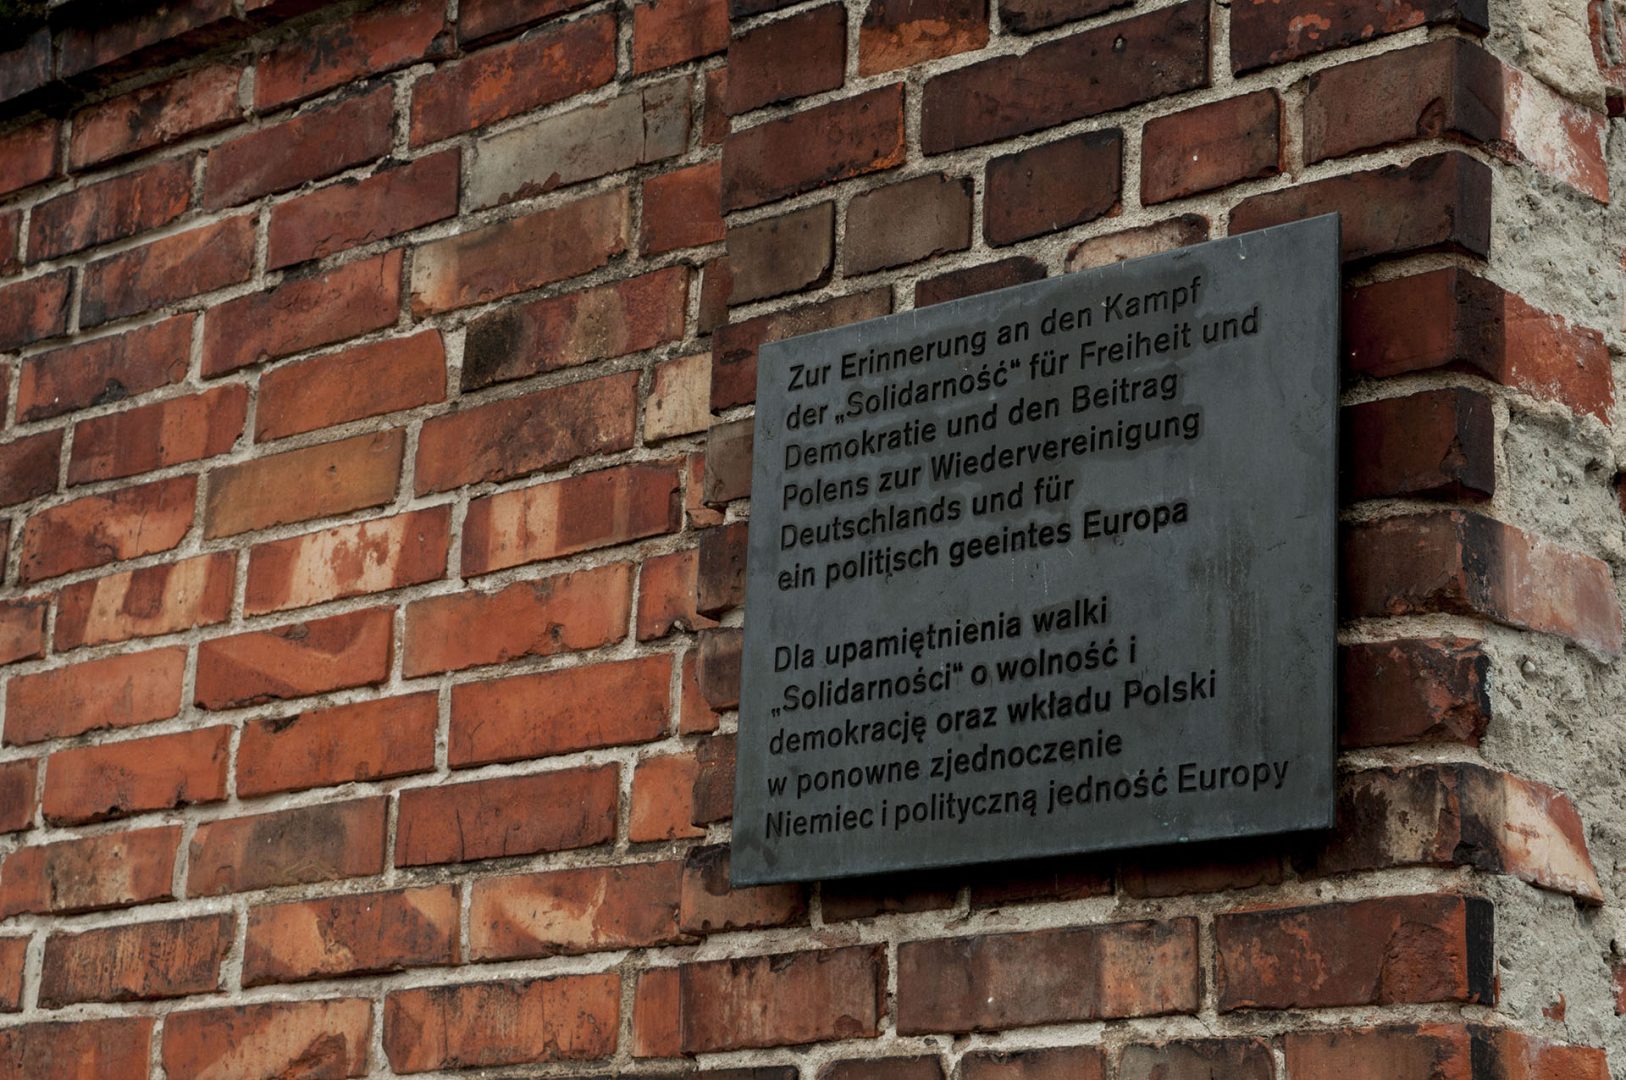 Zur Erinnerung an den Kampf
der „Solidarność“ für Freiheit und
Demokratie und den Beitrag
Polens zur Wiedervereinigung
Deutschlands und für
ein politisch geeintes Europa
Dla upamiętnienia walki
„Solidarności“ o wolność i
demokrację oraz wkładu Polski
w ponowne zjednoczenie
Niemiec i polityczną jedność Europy